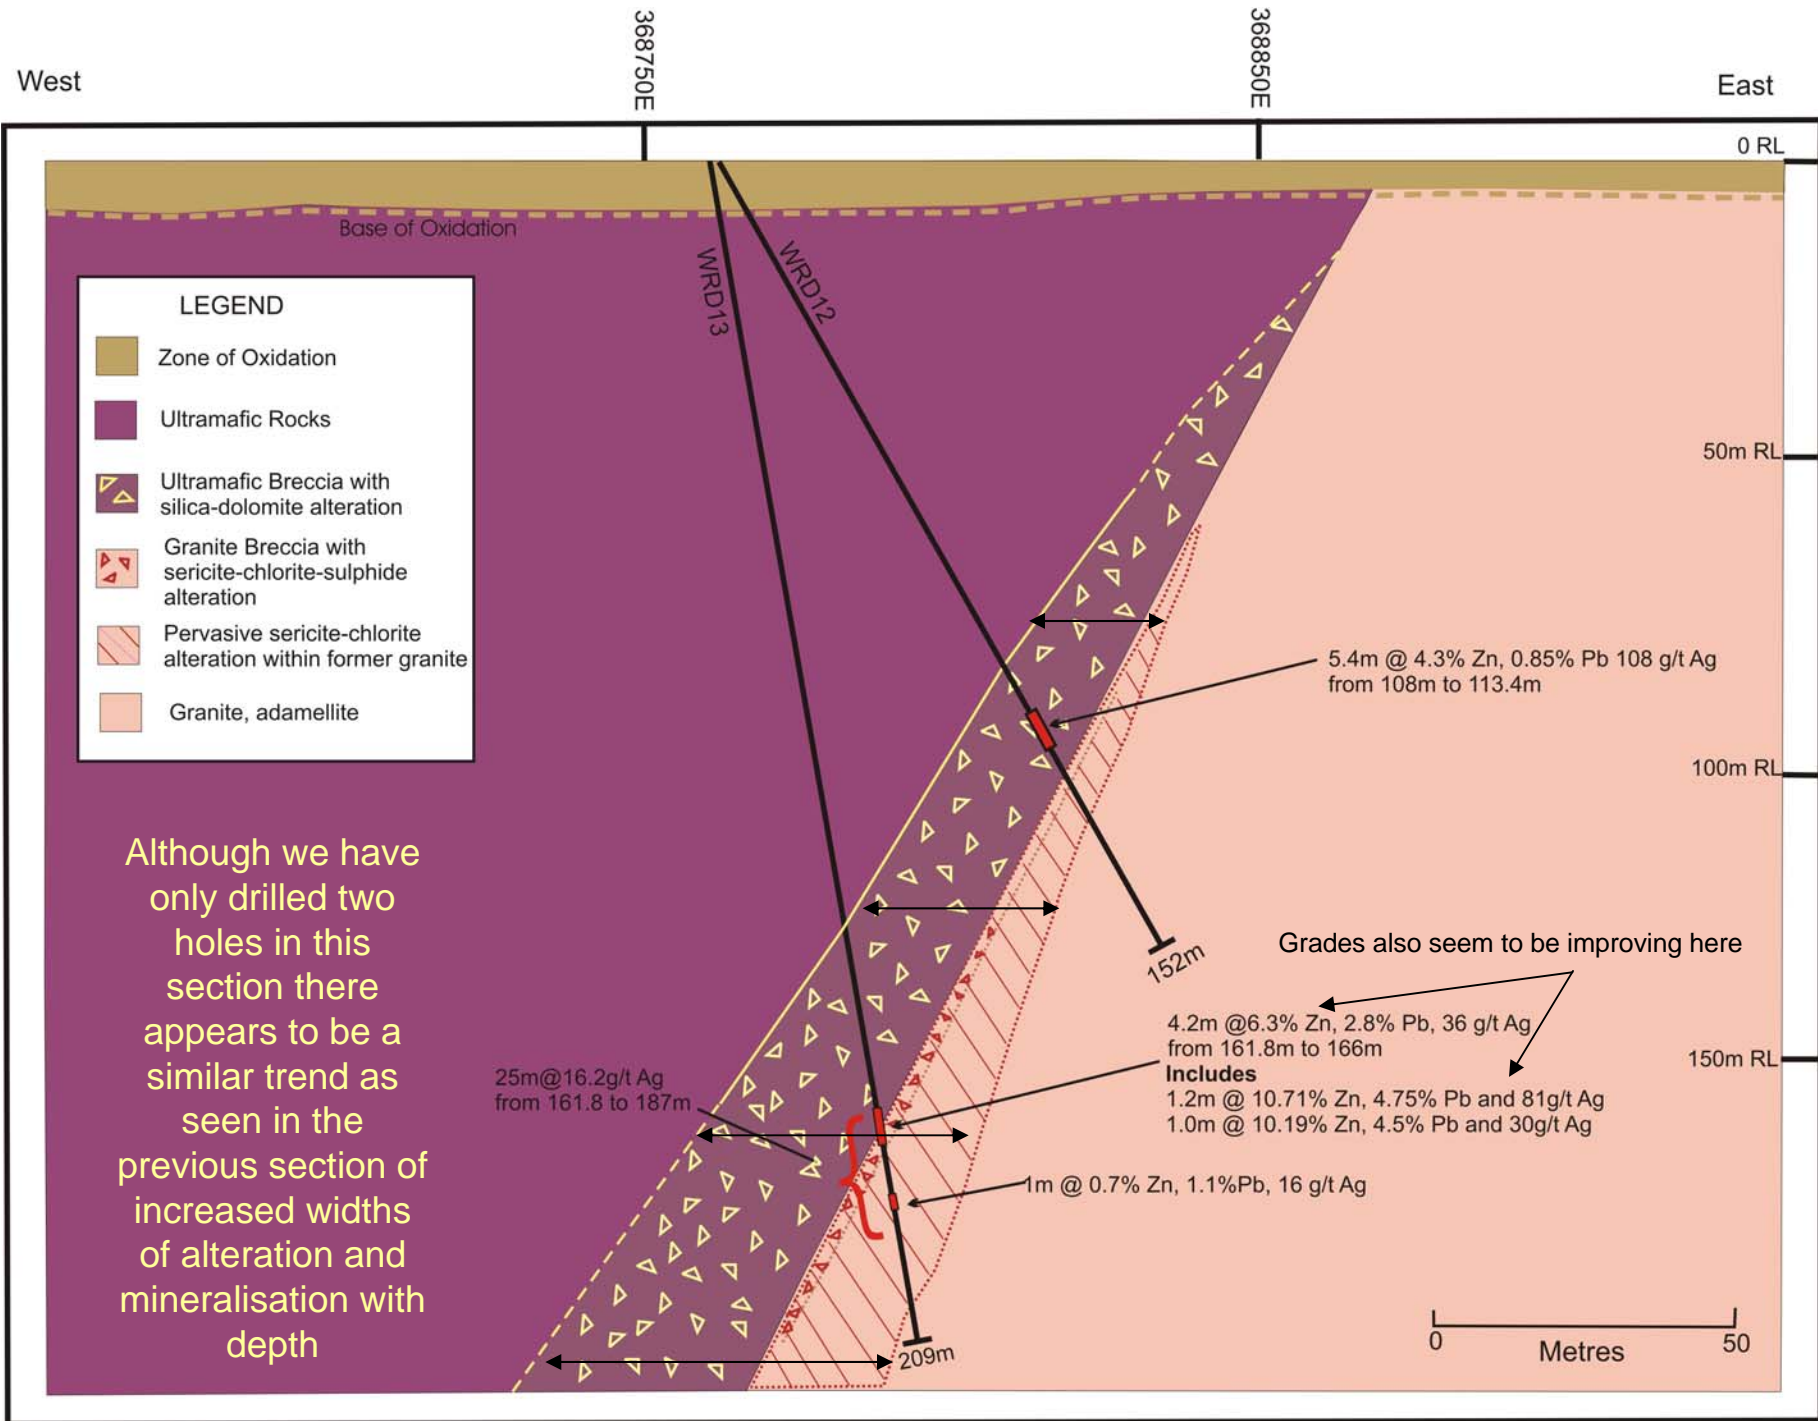 368750E
368850E
West
East
0 RL
Base of Oxidation
WRD13
WRD12
LEGEND
Zone of Oxidation
Ultramafic Rocks
Ultramafic Breccia with
silica-dolomite alteration
Granite Breccia with
sericite-chlorite-sulphide
alteration
Pervasive sericite-chlorite
alteration within former granite
Granite, adamellite
50m RL
5.4m @ 4.3% Zn, 0.85% Pb 108 g/t Ag
from 108m to 113.4m
100m RL
Although we have
only drilled two
holes in this
section there
appears to be a
similar trend as
seen in the
previous section of
increased widths
of alteration and
mineralisation with
depth
152m
Grades also seem to be improving here
4.2m @6.3% Zn, 2.8% Pb, 36 g/t Ag
from 161.8m to 166m
Includes
1.2m @ 10.71% Zn, 4.75% Pb and 81g/t Ag
1.0m @ 10.19% Zn, 4.5% Pb and 30g/t Ag
150m RL
25m@16.2g/t Ag
from 161.8 to 187m
1m @ 0.7% Zn, 1.1%Pb, 16 g/t Ag
209m
0
50
Metres